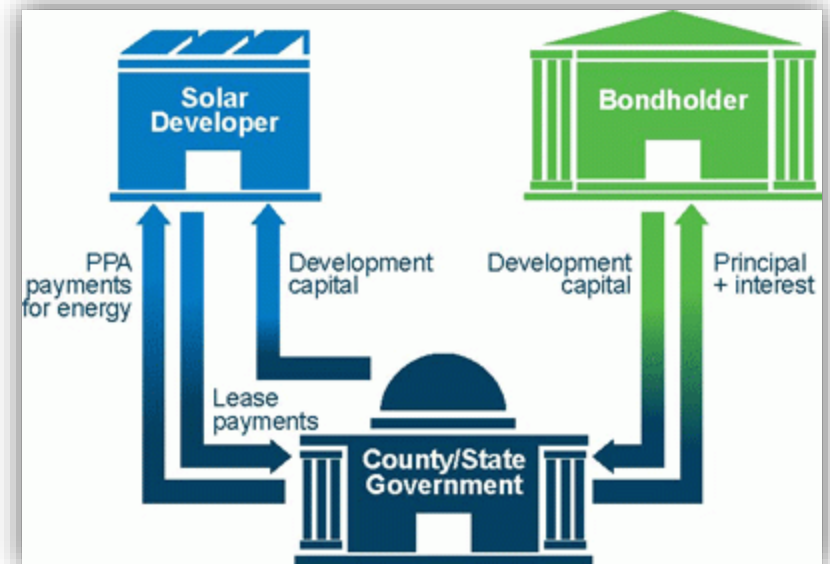 Solar
Developer
Bondholder
PPA
payments
for energy
Development
capital
Development
capital
Principal
+ interest
Lease
payments
County/State
Government